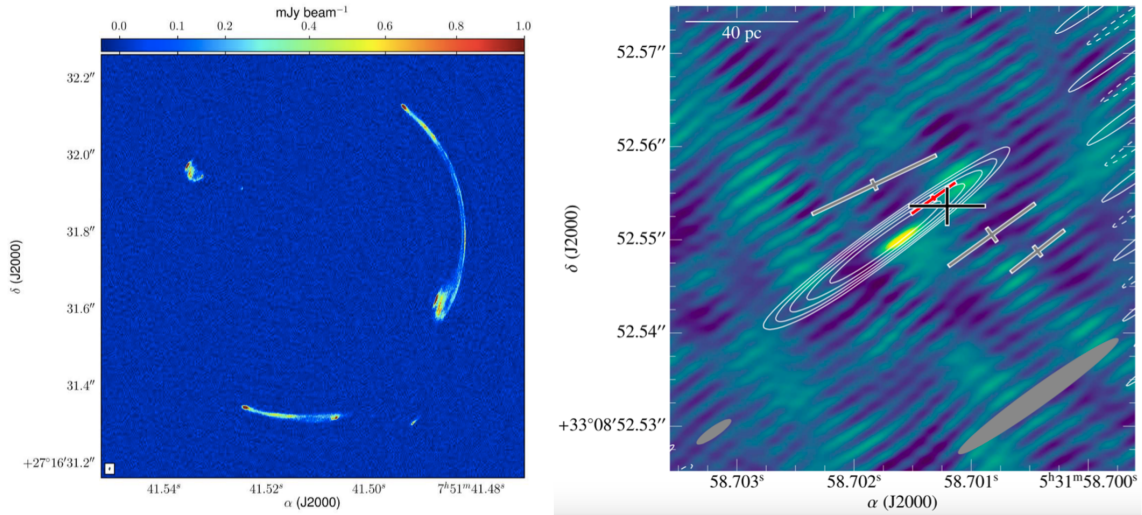 mJy beam⁻¹
0.0 0.1 0.2 0.4 0.6 0.8 1.0
32.2″
32.0″
31.8″
31.6″
31.4″
+27°16′31.2″
δ (J2000)
41.54ˢ 41.52ˢ 41.50ˢ 7ʰ51ᵐ41.48ˢ
α (J2000)
40 pc
52.57″
52.56″
52.55″
52.54″
+33°08′52.53″
δ (J2000)
58.703ˢ 58.702ˢ 58.701ˢ 5ʰ31ᵐ58.700ˢ
α (J2000)